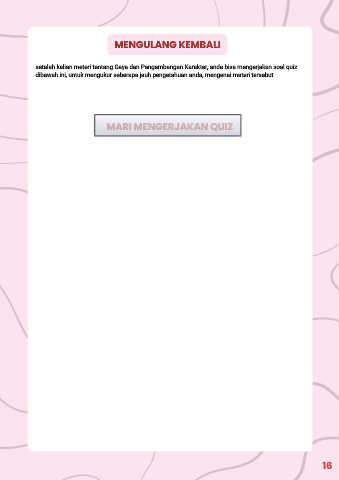 MENGULANG KEMBALI
setelah kalian materi tentang Gaya dan Pengembangan Karakter, anda bisa mengerjakan soal quiz
dibawah ini, untuk mengukur seberapa jauh pengetahuan anda, mengenai materi tersebut
MARI MENGERJAKAN QUIZ
16